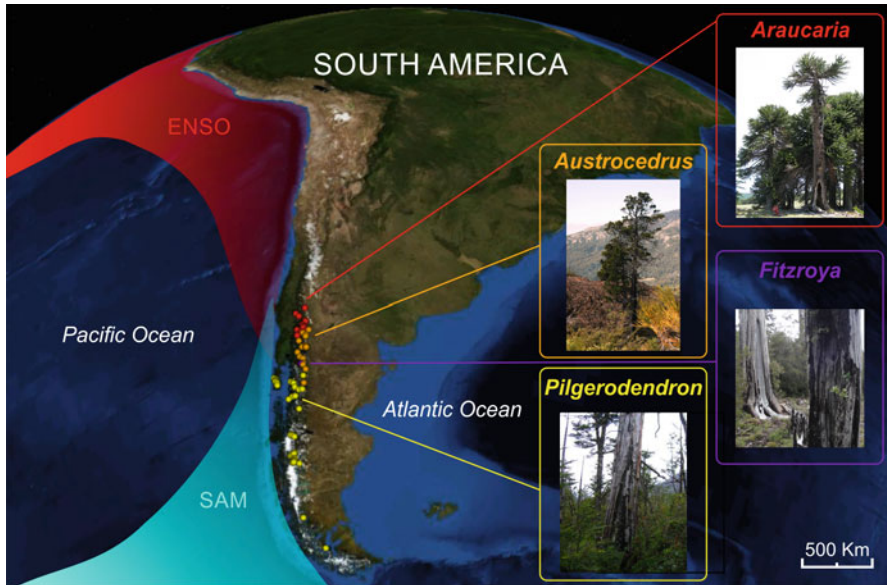 Araucaria
SOUTH AMERICA
ENSO
Austrocedrus
Fitzroya
Pacific Ocean
Pilgerodendron
Atlantic Ocean
SAM
500 Km